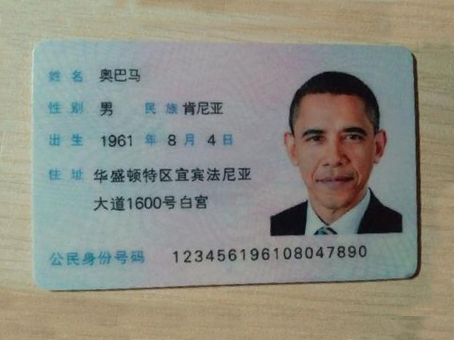 姓名 奥巴马
性别 男 民族 肯尼亚
出生 1961 年 8 月 4 日
住址 华盛顿特区宣宾法尼亚
大道1600号白宫
公民身份号码 123456196108047890